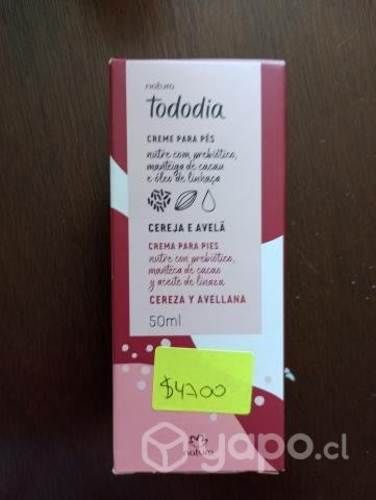 natura
tododia
CREME PARA PÉS
nutre com prebiótico,
manteiga de cacau
e óleo de linhaça
CEREJA E AVELÃ
CREMA PARA PIES
nutre con prebiótico,
manteca de cacao
y aceite de linaza
CEREZA Y AVELLANA
50ml
$4700
natura
yapo.cl